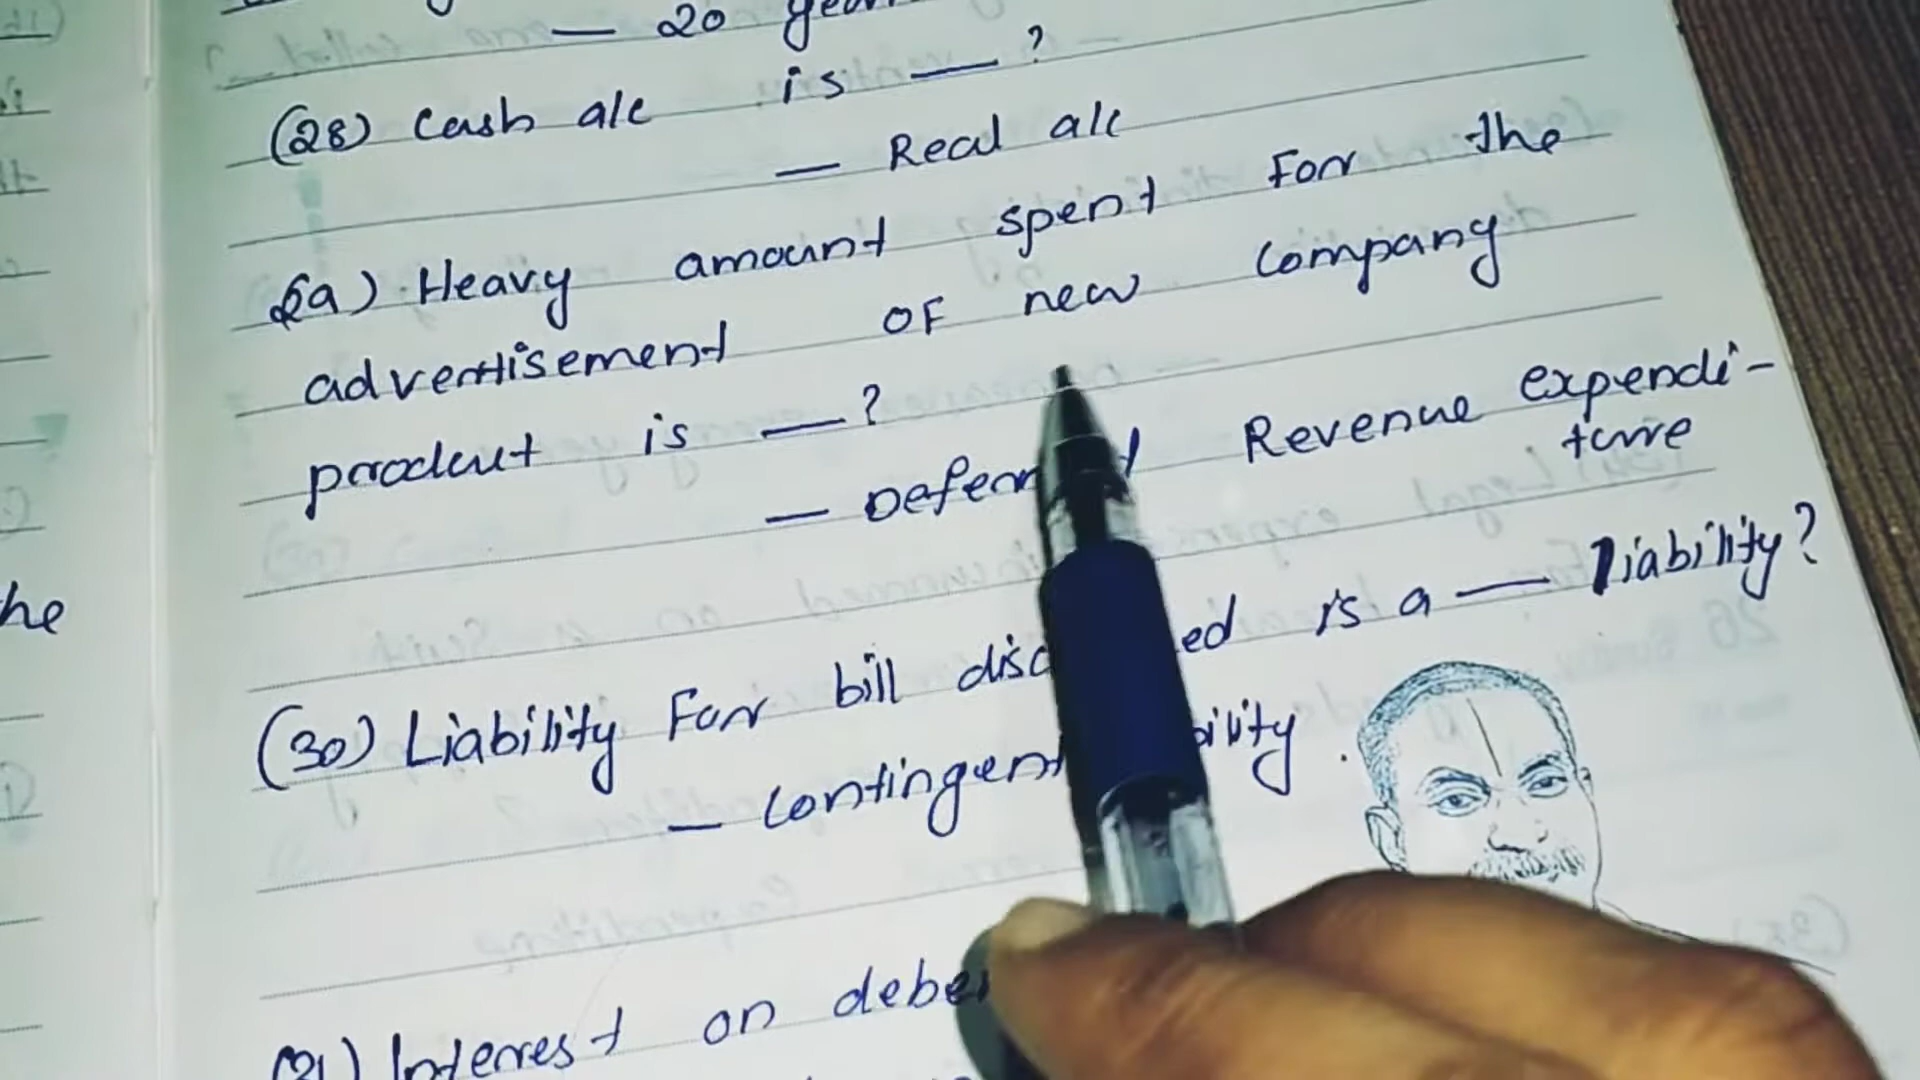 — 20
(28) Cash a/c is — ?
— Real a/c
(29) Heavy amount spent For the
advertisement OF new Company
product is — ?
— Revenue expendi-
ture
(30) Liability For bill is a — liability?
— Contingent
(31) Interest on
he